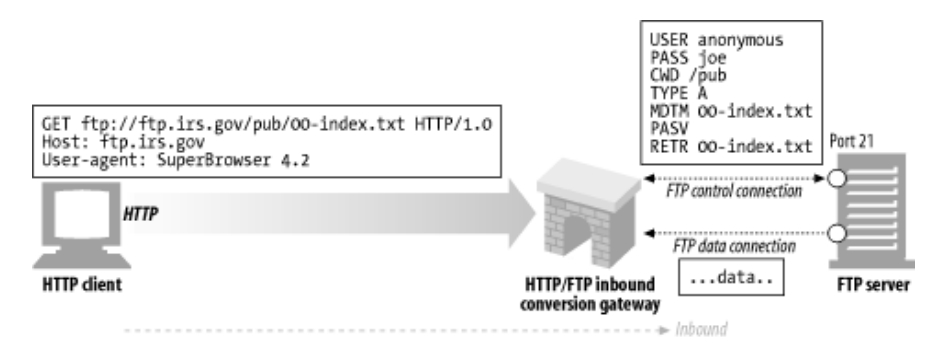 USER anonymous
PASS joe
CWD /pub
TYPE A
MDTM 00-index.txt
PASV
RETR 00-index.txt
Port 21
GET ftp://ftp.irs.gov/pub/00-index.txt HTTP/1.0
Host: ftp.irs.gov
User-agent: SuperBrowser 4.2
HTTP
FTP control connection
FTP data connection
...data..
HTTP client
HTTP/FTP inbound
conversion gateway
FTP server
Inbound